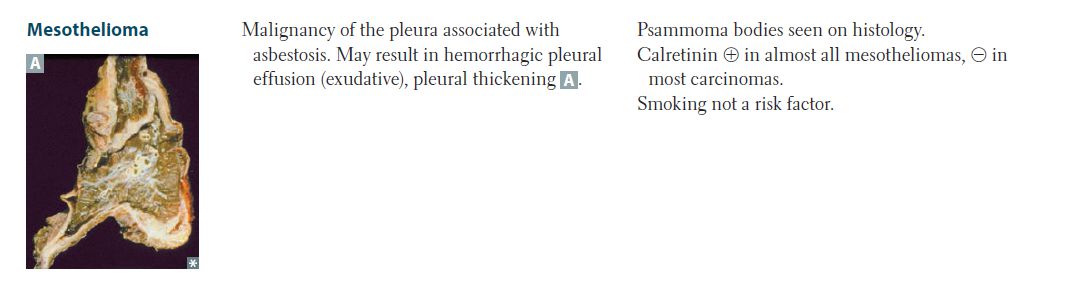 Mesothelioma
A
Malignancy of the pleura associated with
asbestosis. May result in hemorrhagic pleural
effusion (exudative), pleural thickening A.
Psammoma bodies seen on histology.
Calretinin ⊕ in almost all mesotheliomas, ⊖ in
most carcinomas.
Smoking not a risk factor.
*